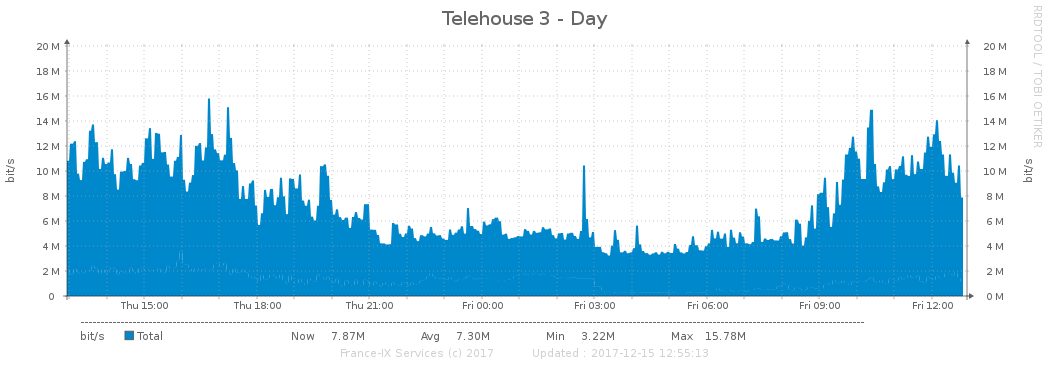 Telehouse 3 - Day
RRDTOOL / TOBI OETIKER
20 M 20 M
18 M 18 M
16 M 16 M
14 M 14 M
12 M 12 M
10 M 10 M
8 M 8 M
6 M 6 M
4 M 4 M
2 M 2 M
0 0 M
bit/s bit/s
Thu 15:00 Thu 18:00 Thu 21:00 Fri 00:00 Fri 03:00 Fri 06:00 Fri 09:00 Fri 12:00
bit/s Total Now 7.87M Avg 7.30M Min 3.22M Max 15.78M
France-IX Services (c) 2017 Updated : 2017-12-15 12:55:13